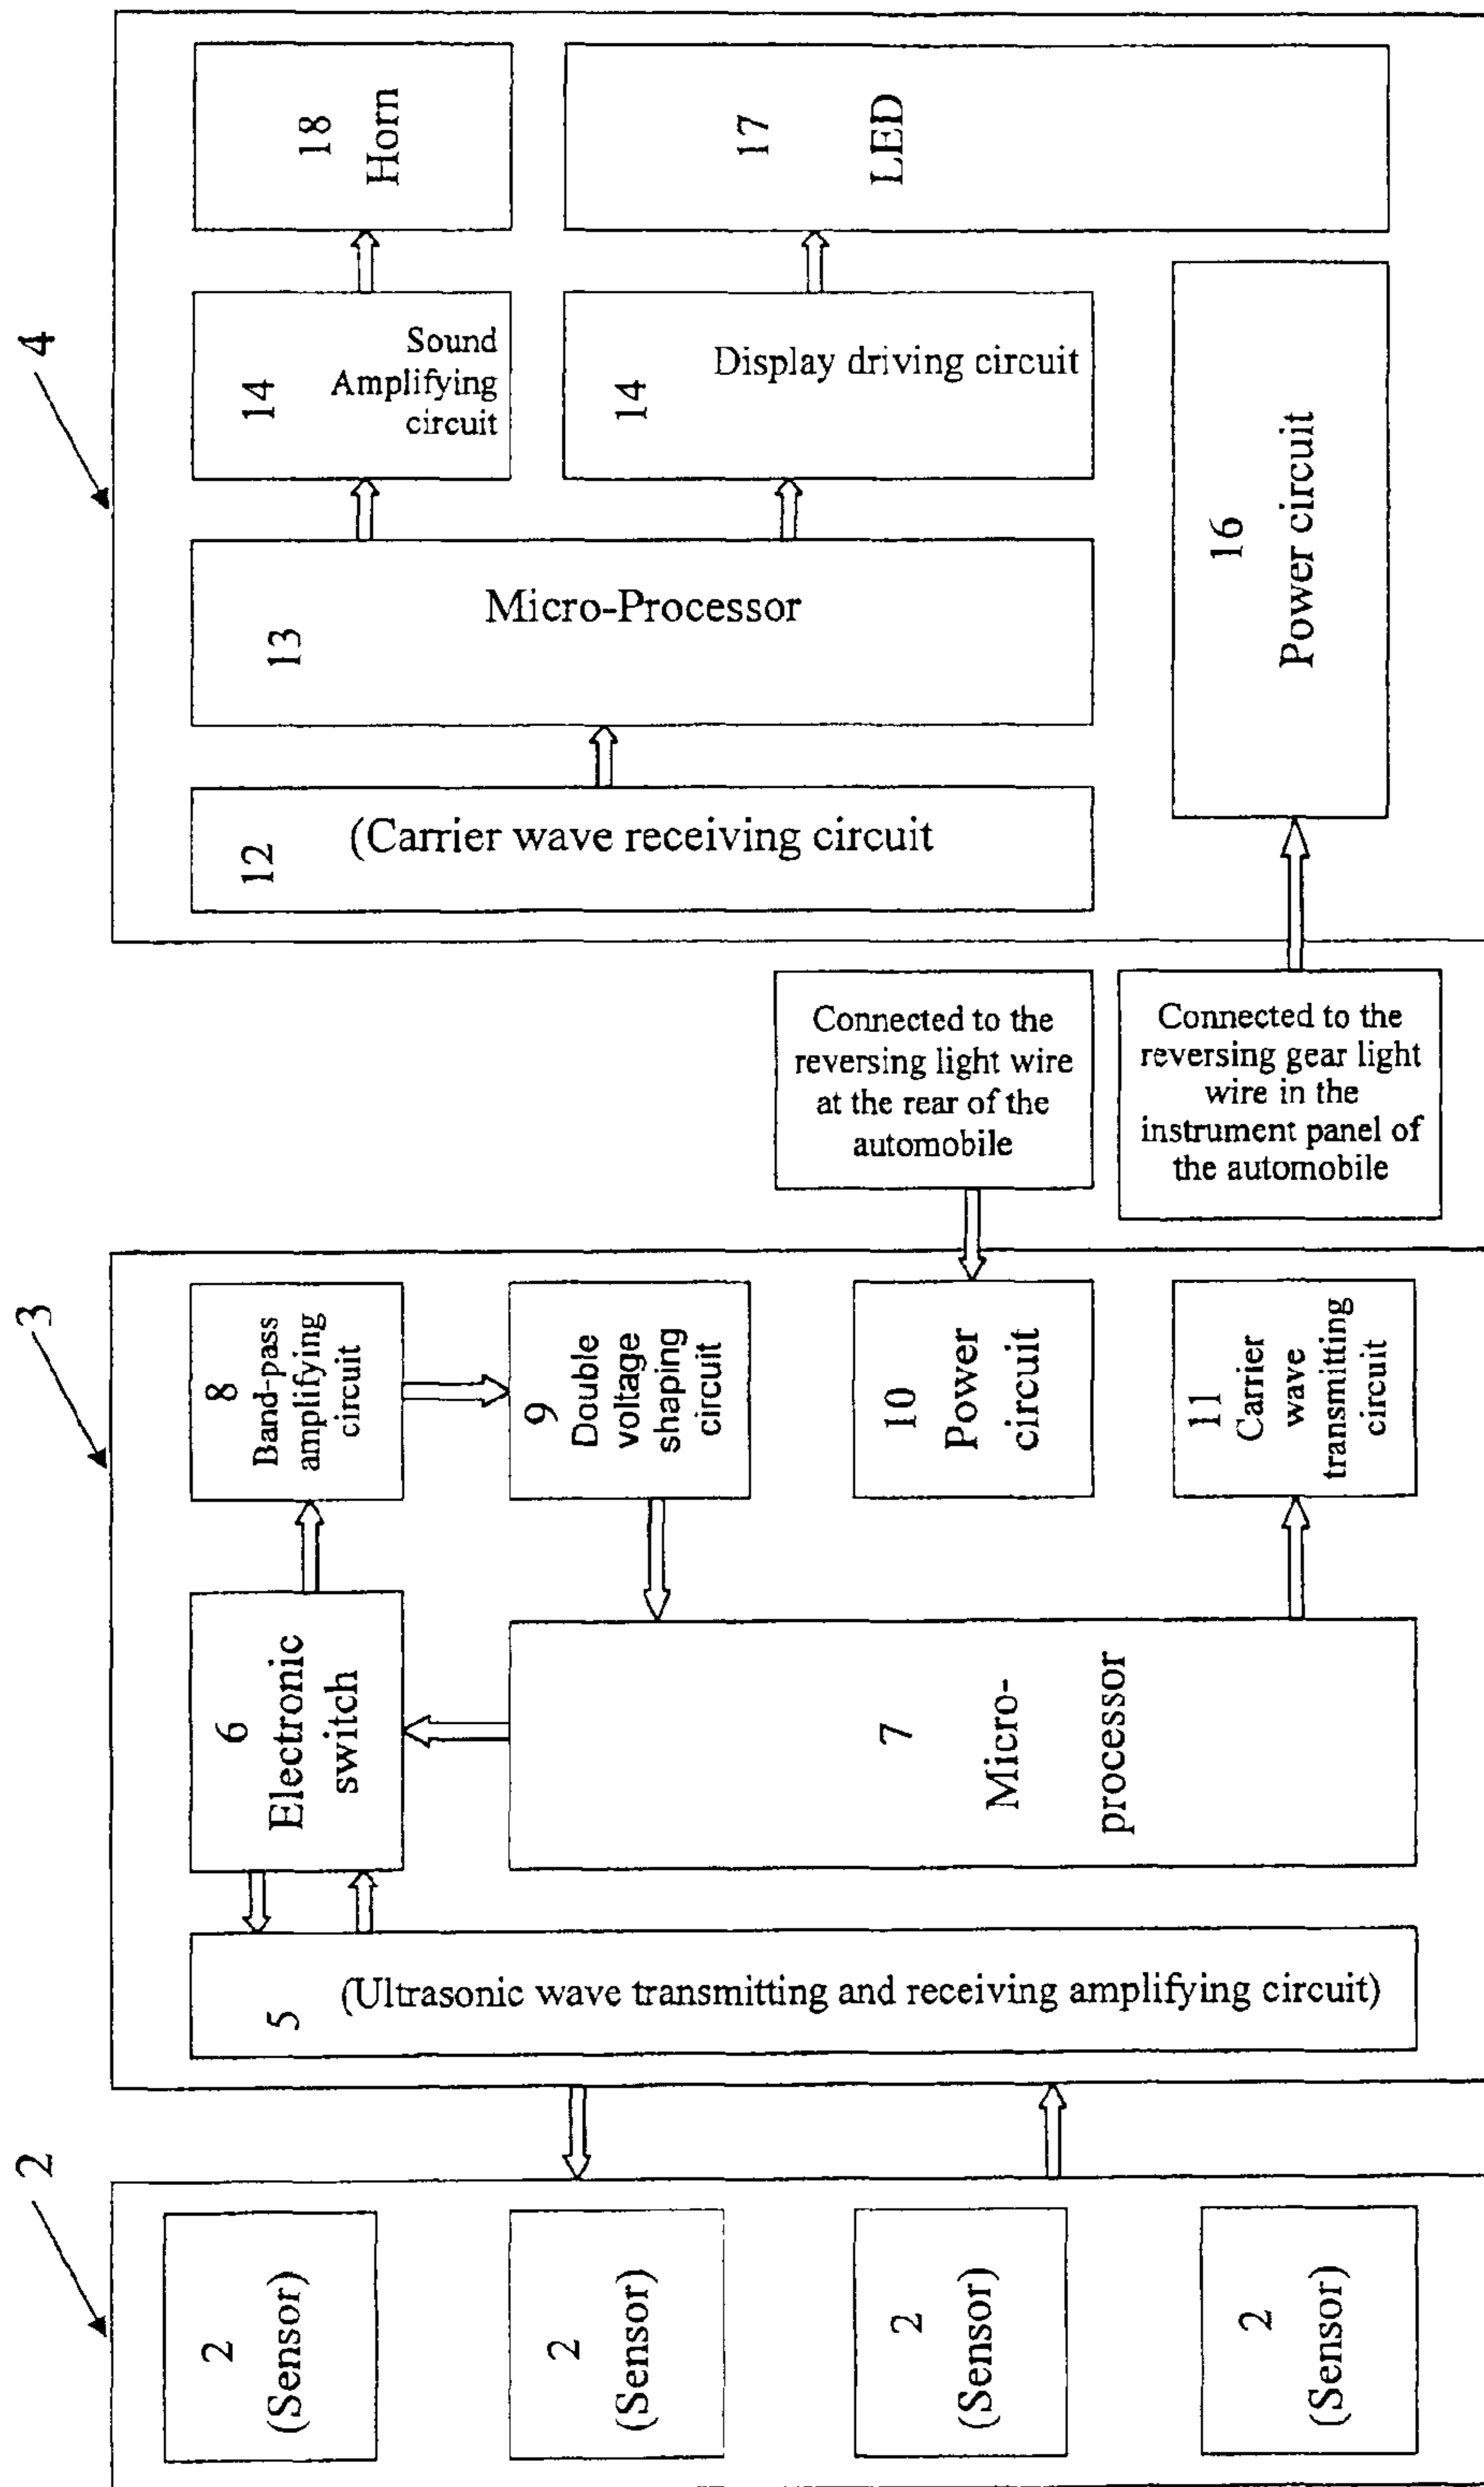 4
18
Horn
17
LED
14
Sound
Amplifying
circuit
14
Display driving circuit
13
Micro-Processor
12
(Carrier wave receiving circuit
16
Power circuit
Connected to the
reversing light wire
at the rear of the
automobile
Connected to the
reversing gear light
wire in the
instrument panel of
the automobile
3
8
Band-pass
amplifying
circuit
9
Double
voltage
shaping
circuit
10
Power
circuit
11
Carrier
wave
transmitting
circuit
6
Electronic
switch
7
Micro-
processor
5
(Ultrasonic wave transmitting and receiving amplifying circuit)
2
2
(Sensor)
2
(Sensor)
2
(Sensor)
2
(Sensor)